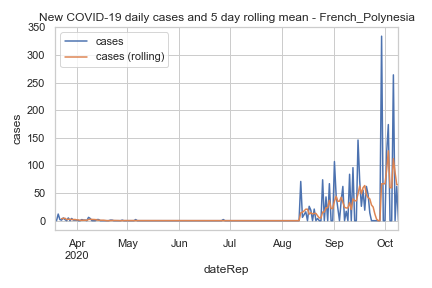 New COVID-19 daily cases and 5 day rolling mean - French_Polynesia
350
300
250
200
150
100
50
0
cases
cases
cases (rolling)
Apr
2020
May
Jun
Jul
Aug
Sep
Oct
dateRep